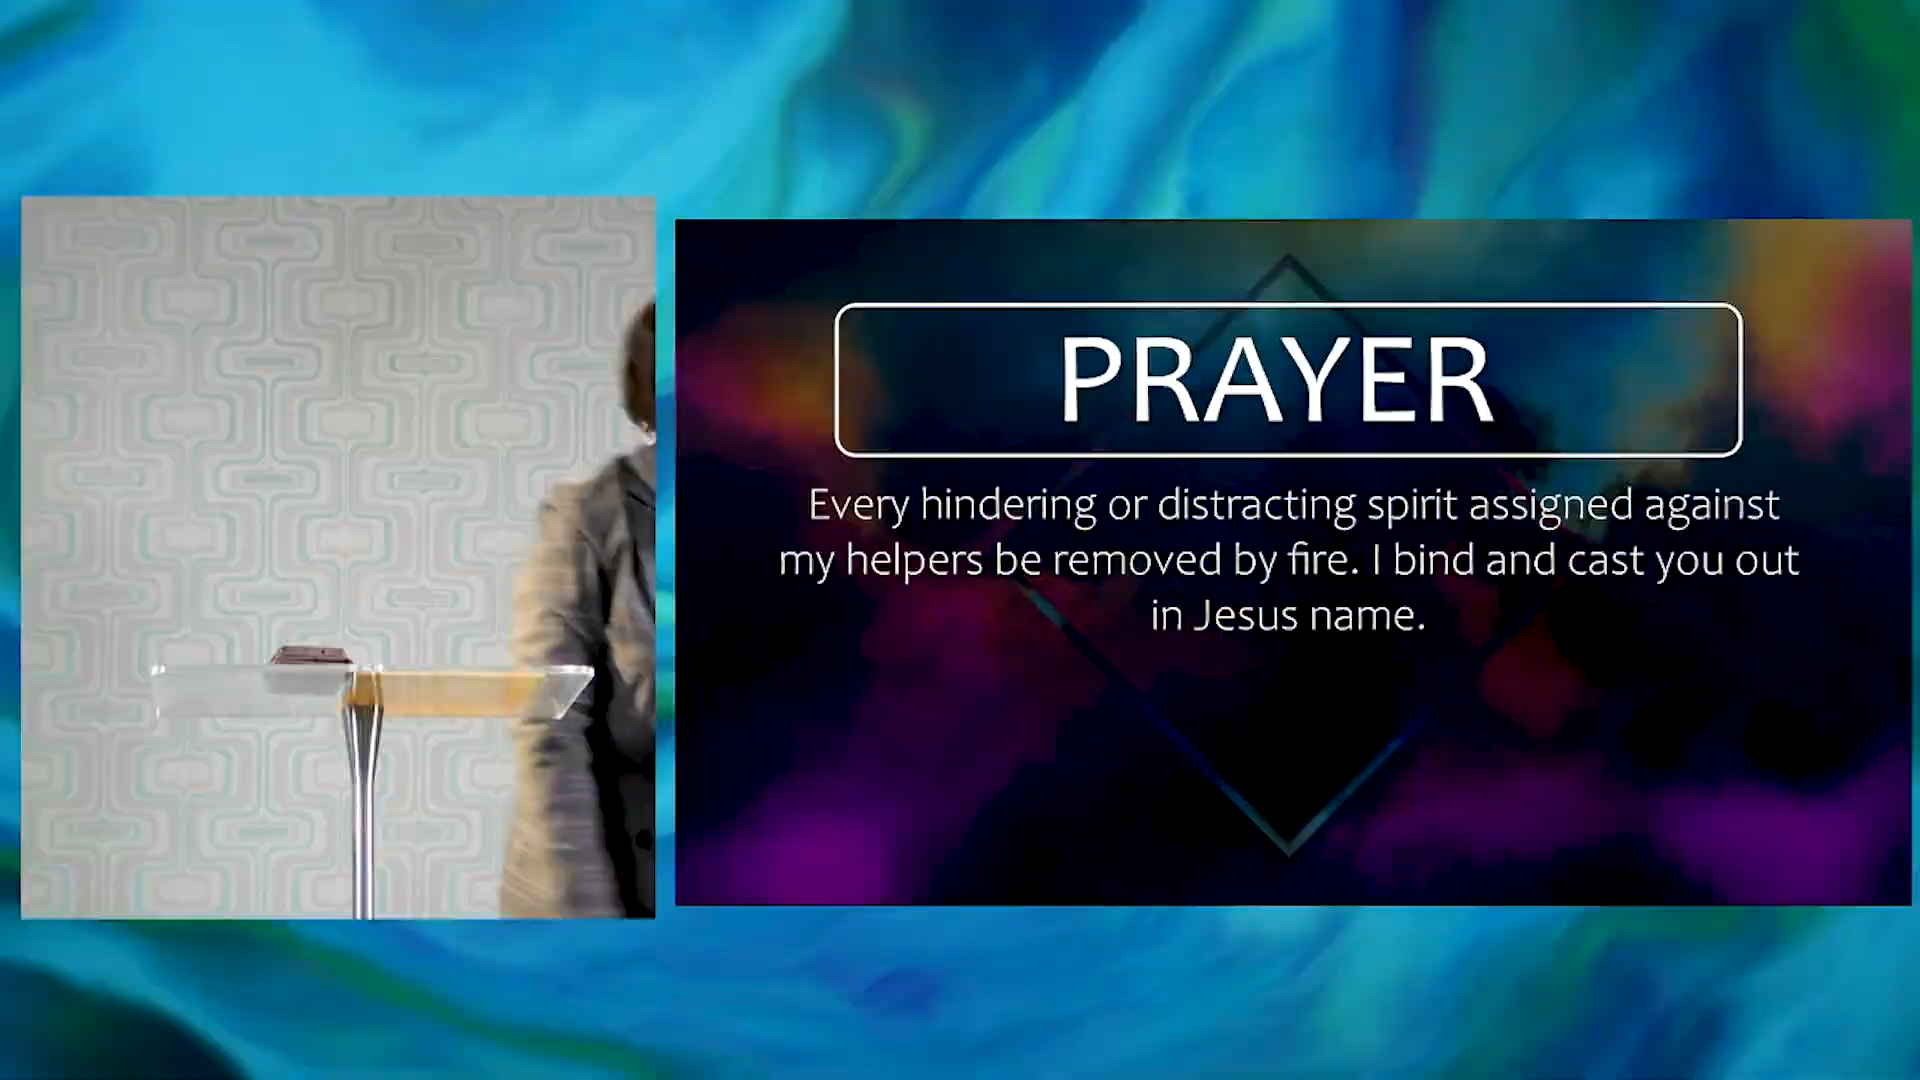 PRAYER
Every hindering or distracting spirit assigned against
my helpers be removed by fire. I bind and cast you out
in Jesus name.